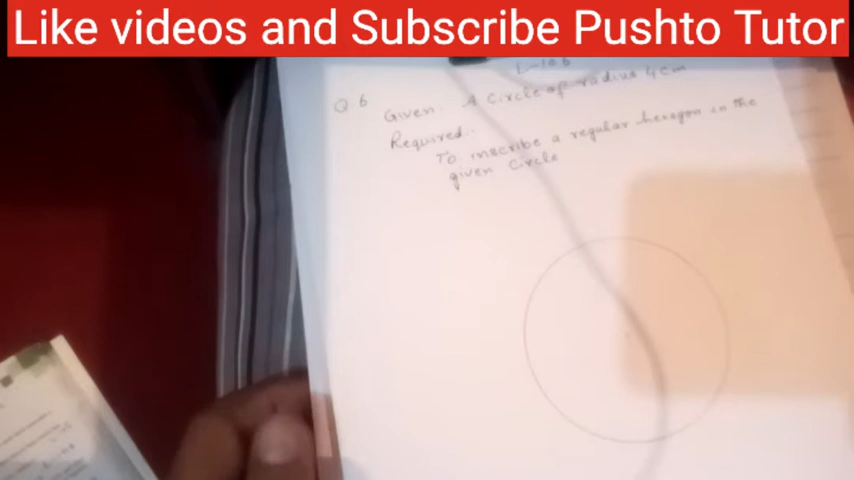 Like videos and Subscribe Pushto Tutor
Q.6
Given: A circle of radius 4cm
Required:
To inscribe a regular hexagon in the
given circle